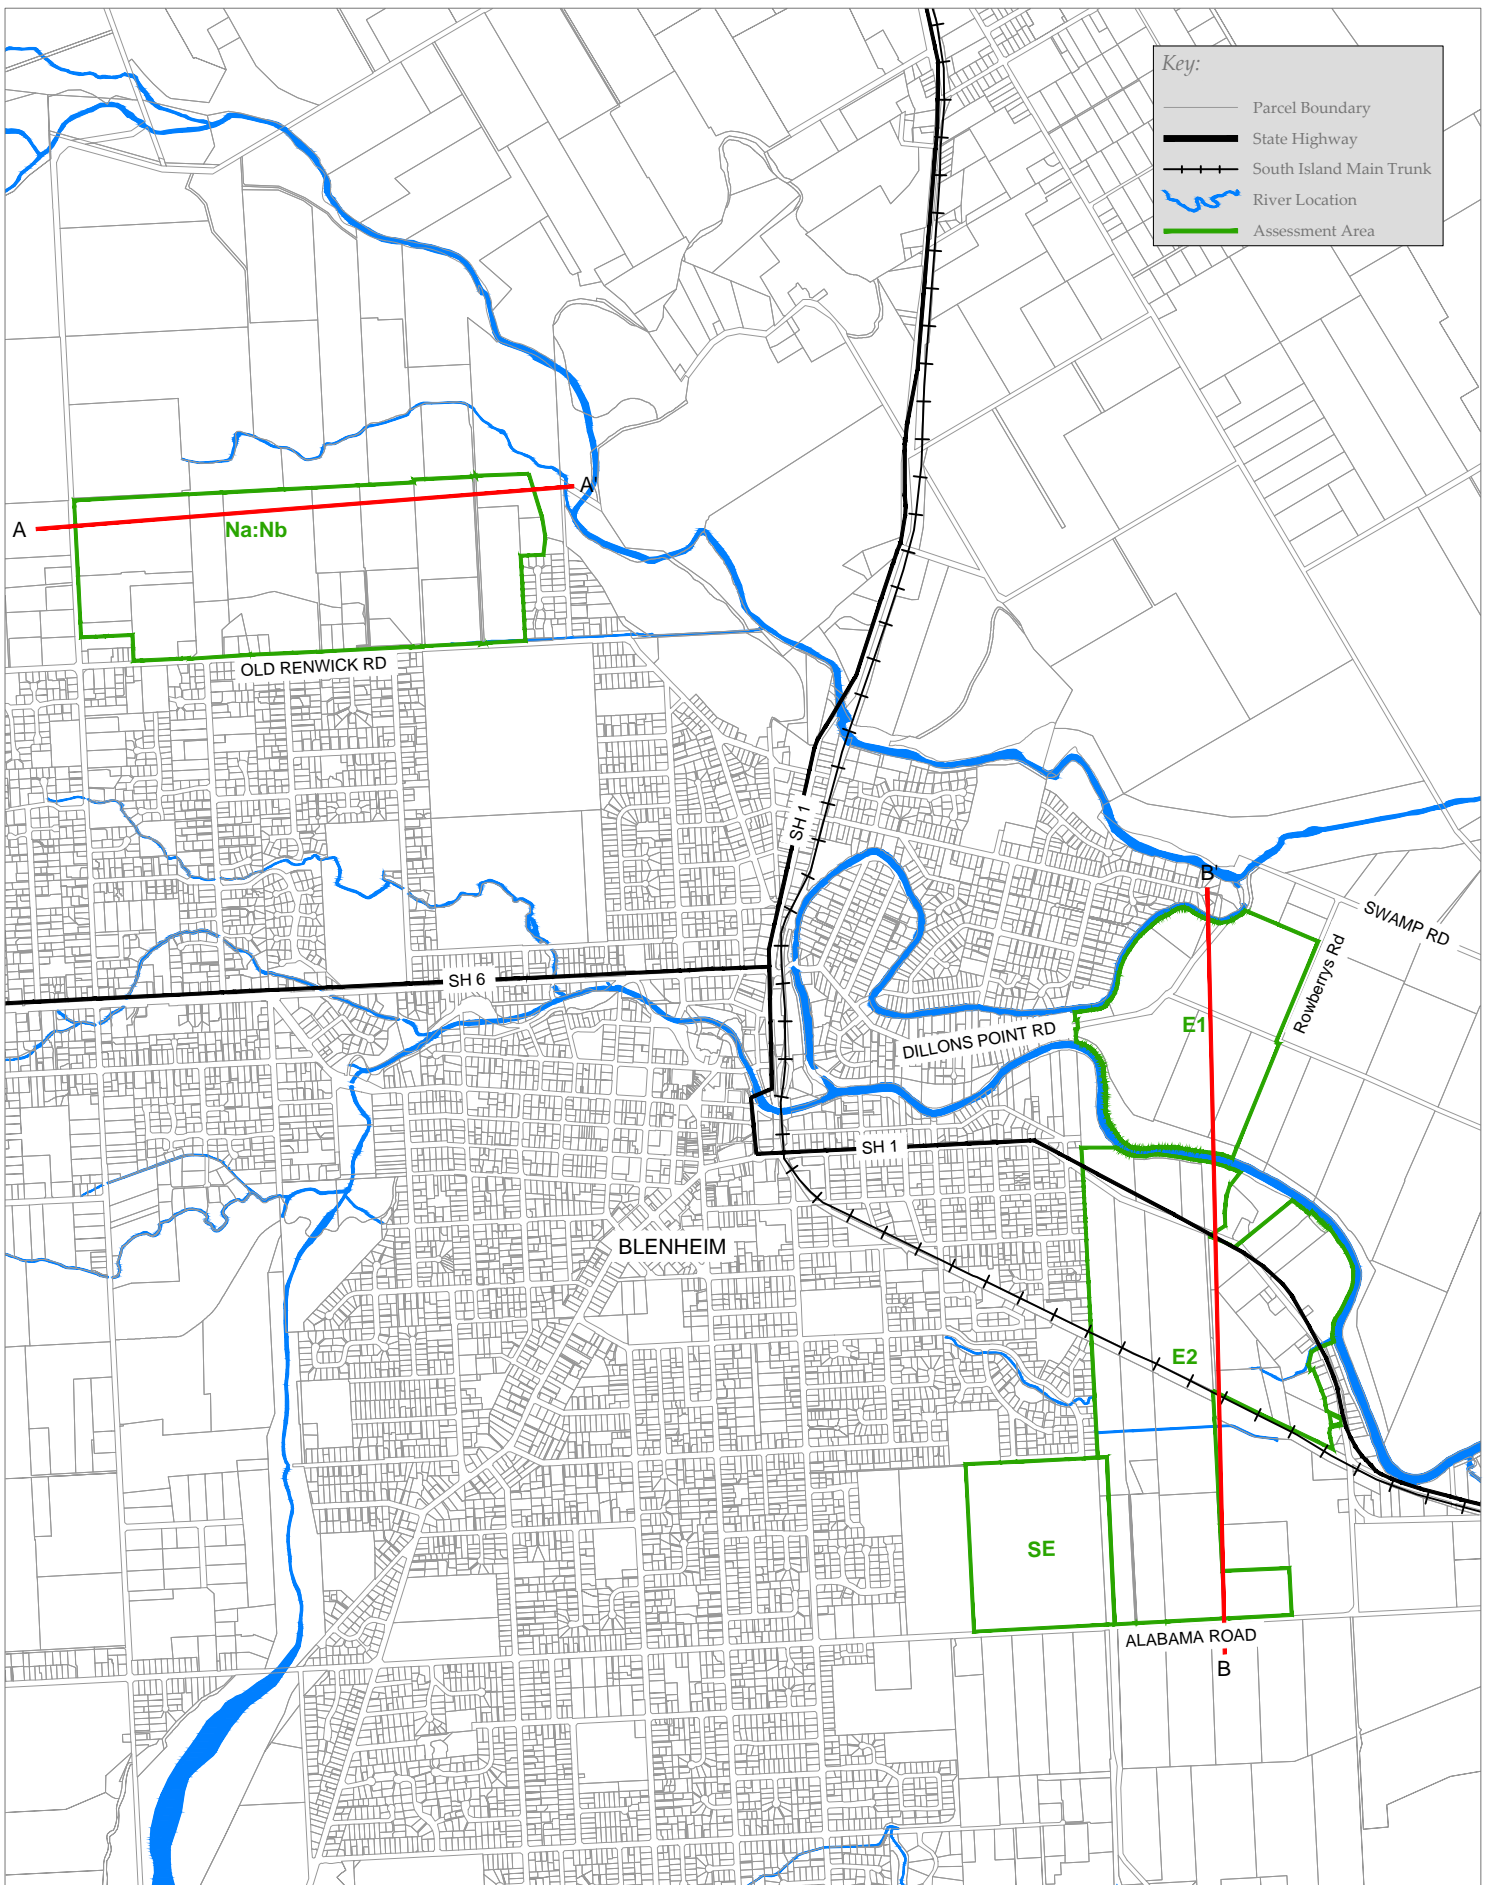 Key:
Parcel Boundary
State Highway
South Island Main Trunk
River Location
Assessment Area
A
A
Na:Nb
OLD RENWICK RD
SH 1
B'
SWAMP RD
Rowberrys Rd
SH 6
E1
DILLONS POINT RD
SH 1
BLENHEIM
E2
SE
ALABAMA ROAD
B